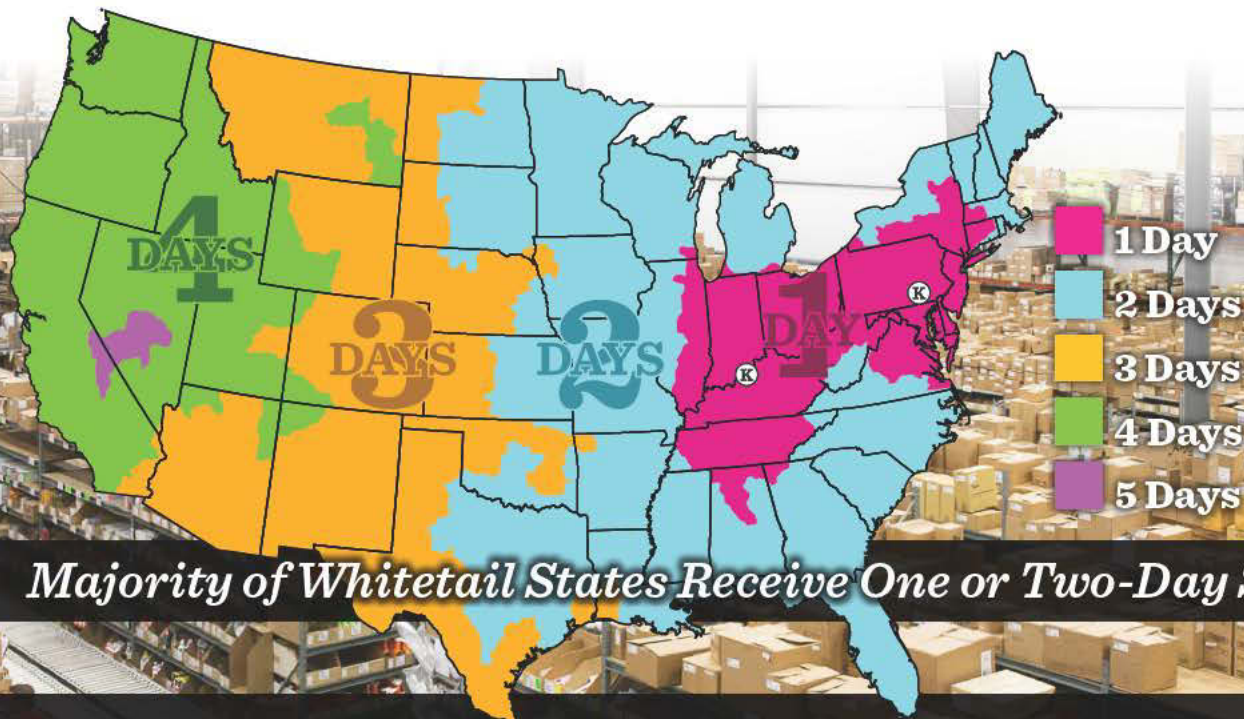 4
DAYS
3
DAYS
2
DAYS
1
DAY
K
K
1 Day
2 Days
3 Days
4 Days
5 Days
Majority of Whitetail States Receive One or Two-Day